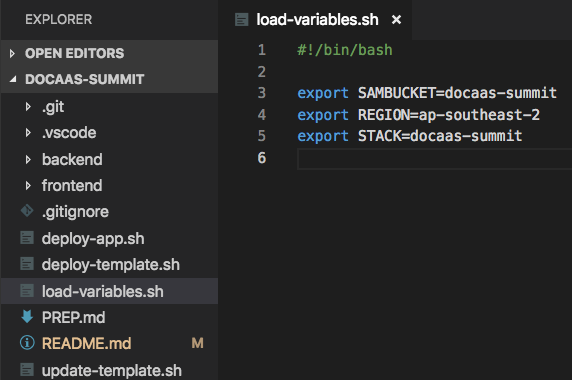 EXPLORER
OPEN EDITORS
DOCAAS-SUMMIT
.git
.vscode
backend
frontend
.gitignore
deploy-app.sh
deploy-template.sh
load-variables.sh
PREP.md
README.md M
update-template.sh
load-variables.sh ×
1 #!/bin/bash
2
3 export SAMBUCKET=docaas-summit
4 export REGION=ap-southeast-2
5 export STACK=docaas-summit
6